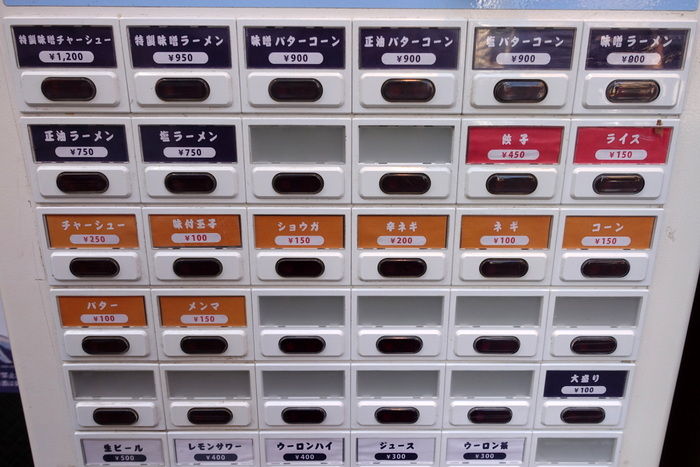 特製味噌チャーシュー
¥1,200
特製味噌ラーメン
¥950
味噌バターコーン
¥900
正油バターコーン
¥900
塩バターコーン
¥900
味噌ラーメン
¥800
正油ラーメン
¥750
塩ラーメン
¥750
餃子
¥450
ライス
¥150
チャーシュー
¥250
味付玉子
¥100
ショウガ
¥150
辛ネギ
¥200
ネギ
¥100
コーン
¥150
バター
¥100
メンマ
¥150
大盛り
¥100
生ビール
¥500
レモンサワー
¥400
ウーロンハイ
¥400
ジュース
¥300
ウーロン茶
¥300